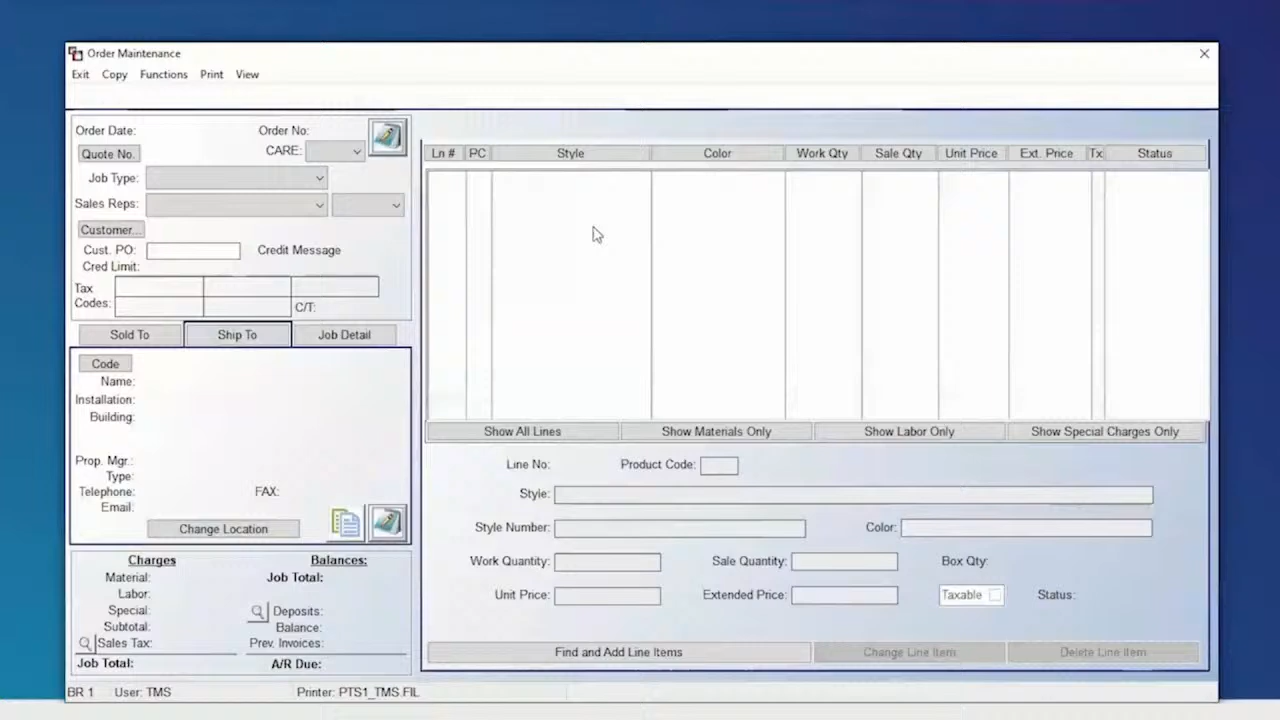 Order Maintenance
Exit Copy Functions Print View
Order Date: Order No:
Quote No. CARE:
Job Type:
Sales Reps:
Customer...
Cust. PO: Credit Message
Cred Limit:
Tax
Codes: C/T:
Sold To Ship To Job Detail
Code
Name:
Installation:
Building:
Prop. Mgr.:
Type:
Telephone: FAX:
Email:
Change Location
Charges Balances:
Material: Job Total:
Labor:
Special: Deposits:
Subtotal: Balance:
Sales Tax: Prev. Invoices:
Job Total: A/R Due:
Ln # PC Style Color Work Qty Sale Qty Unit Price Ext. Price Tx Status
Show All Lines Show Materials Only Show Labor Only Show Special Charges Only
Line No: Product Code:
Style:
Style Number: Color:
Work Quantity: Sale Quantity: Box Qty:
Unit Price: Extended Price: Taxable Status:
Find and Add Line Items Change Line Item Delete Line Item
BR 1 User: TMS Printer: PTS1_TMS.FIL